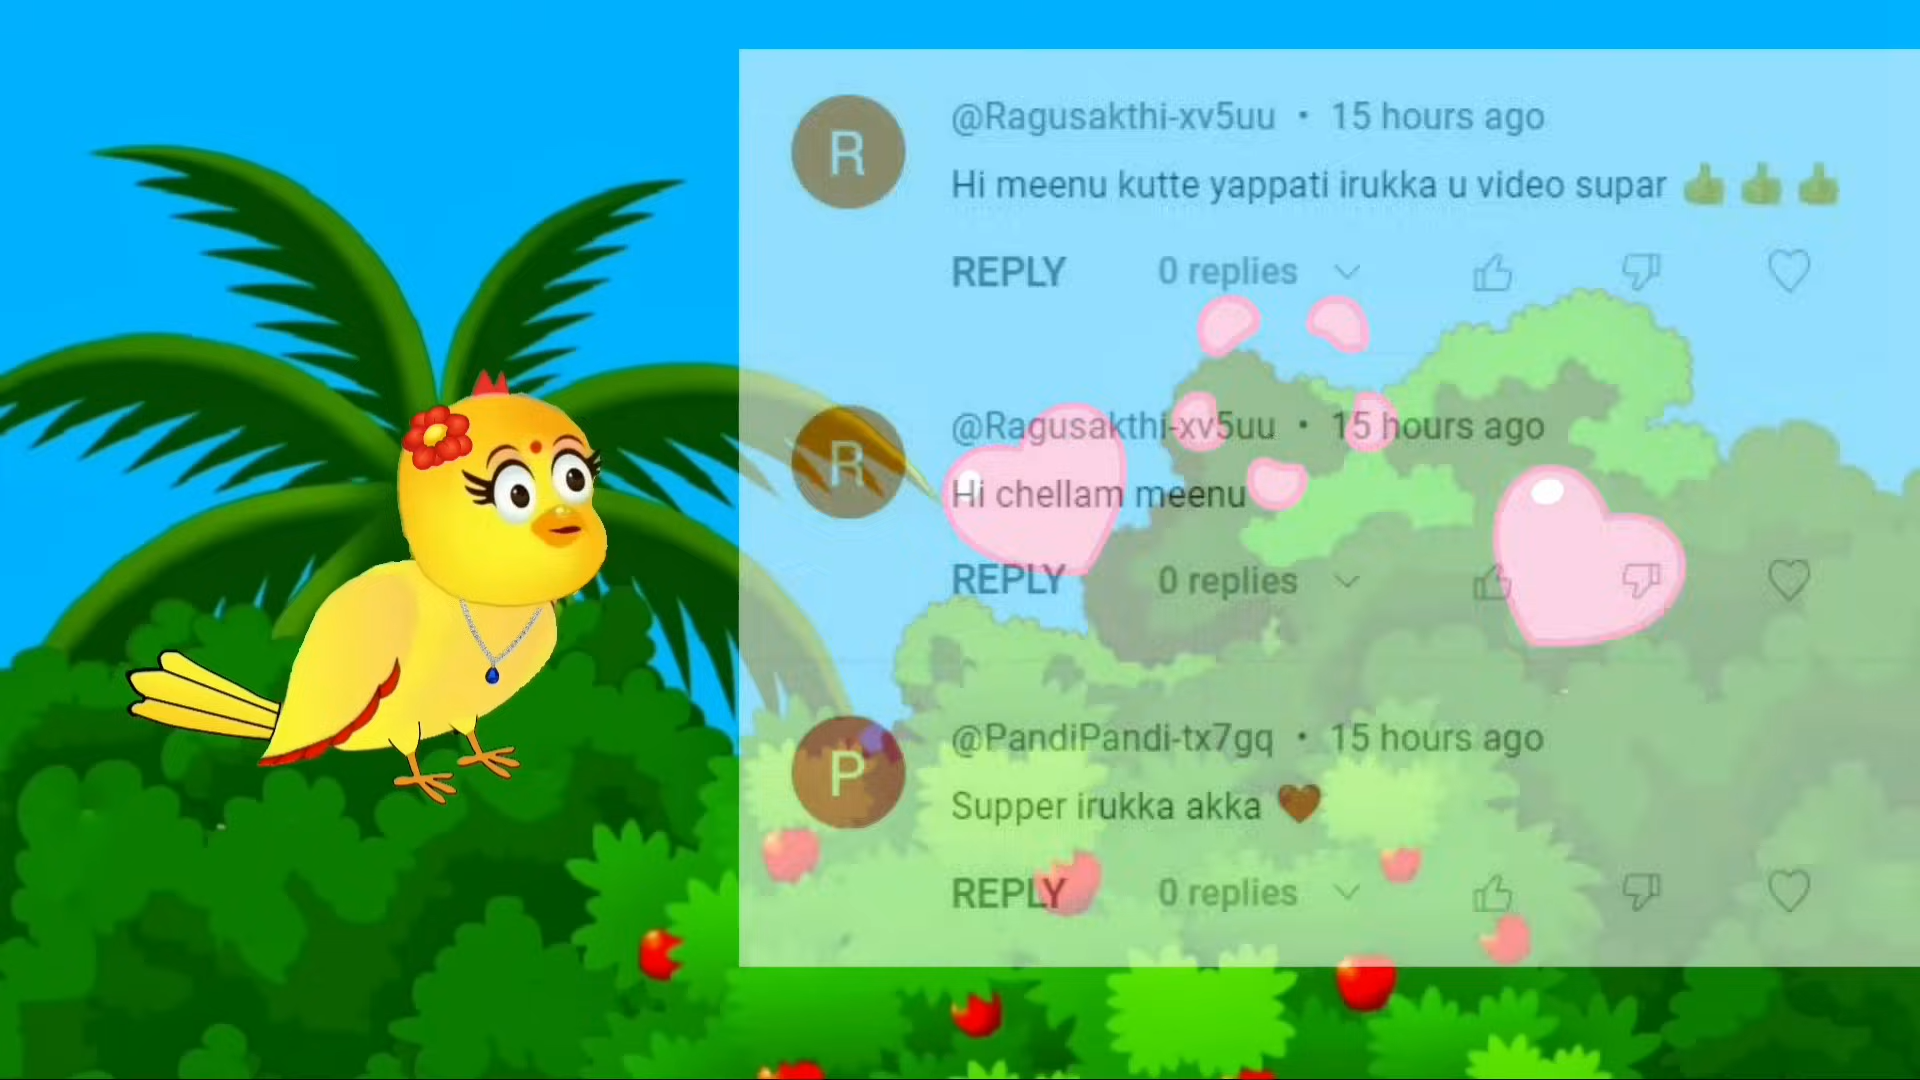 R
@Ragusakthi-xv5uu • 15 hours ago
Hi meenu kutte yappati irukka u video supar 👍 👍 👍
REPLY 0 replies
R
@Ragusakthi-xv5uu • 15 hours ago
Hi chellam meenu
REPLY 0 replies
P
@PandiPandi-tx7gq • 15 hours ago
Supper irukka akka 🤎
REPLY 0 replies